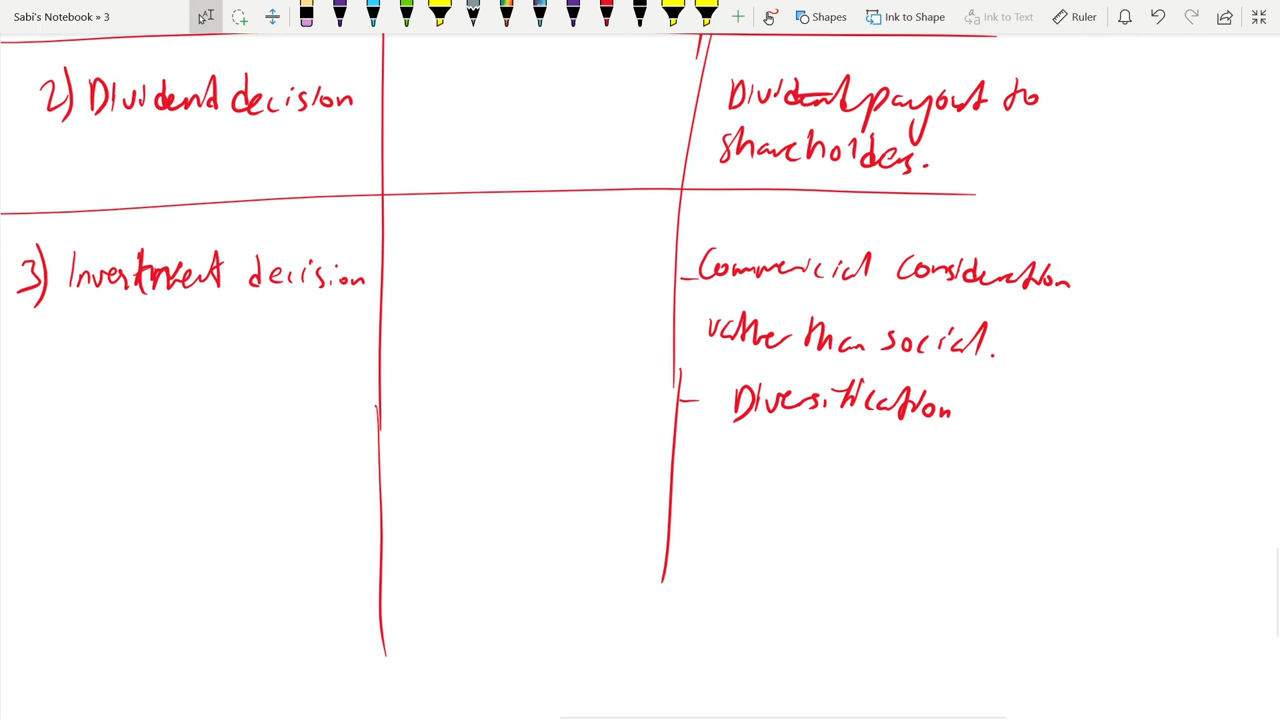 Sabi's Notebook » 3
Shapes
Ink to Shape
Ink to Text
Ruler
2) Dividend decision
Dividend payout to
shareholders.
3) Investment decision
- Commericial consideration
rather than social.
- Diversification